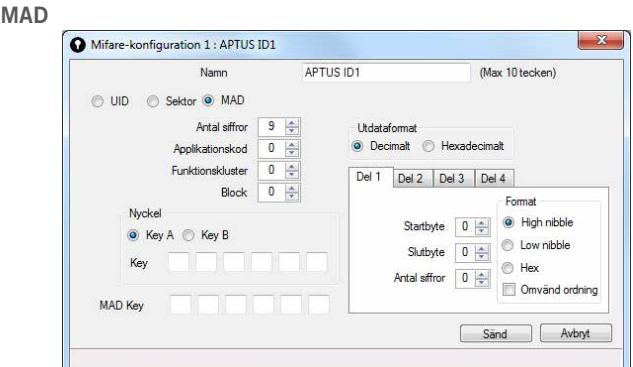 MAD
Mifare-konfiguration 1 : APTUS ID1
Namn APTUS ID1 (Max 10 tecken)
UID Sektor MAD
Antal siffror 9
Applikationskod 0
Funktionskluster 0
Block 0
Utdataformat
Decimalt Hexadecimalt
Del 1 Del 2 Del 3 Del 4
Nyckel
Key A Key B
Key
MAD Key
Startbyte 0
Slutbyte 0
Antal siffror 0
Format
High nibble
Low nibble
Hex
Omvänd ordning
Sänd Avbryt